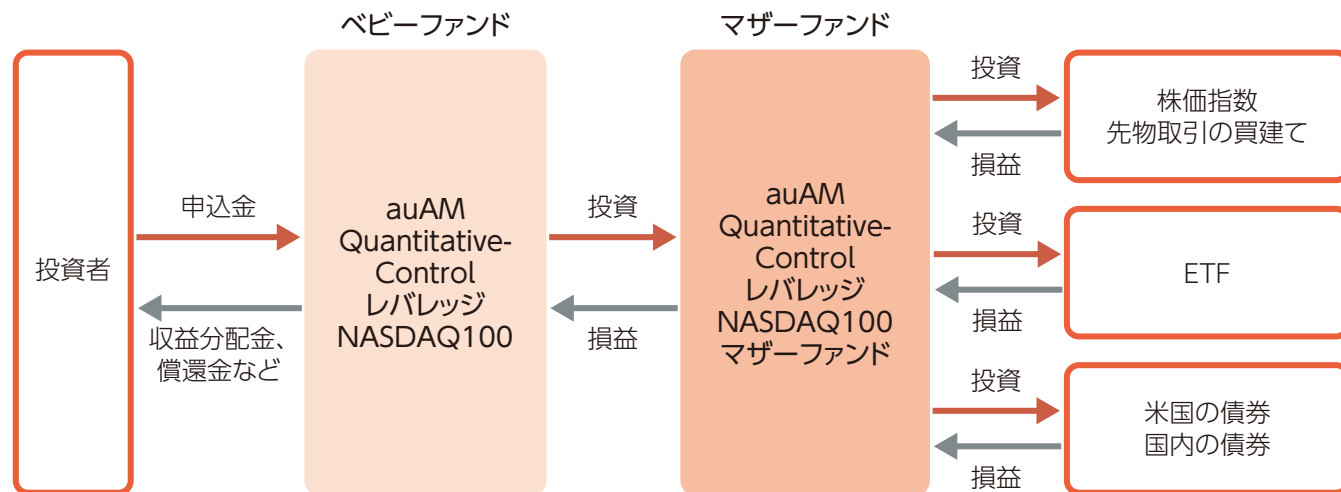 ベビーファンド
マザーファンド
投資者
申込金
収益分配金、
償還金など
auAM
Quantitative-
Control
レバレッジ
NASDAQ100
投資
損益
auAM
Quantitative-
Control
レバレッジ
NASDAQ100
マザーファンド
投資
損益
株価指数
先物取引の買建て
投資
損益
ETF
投資
損益
米国の債券
国内の債券